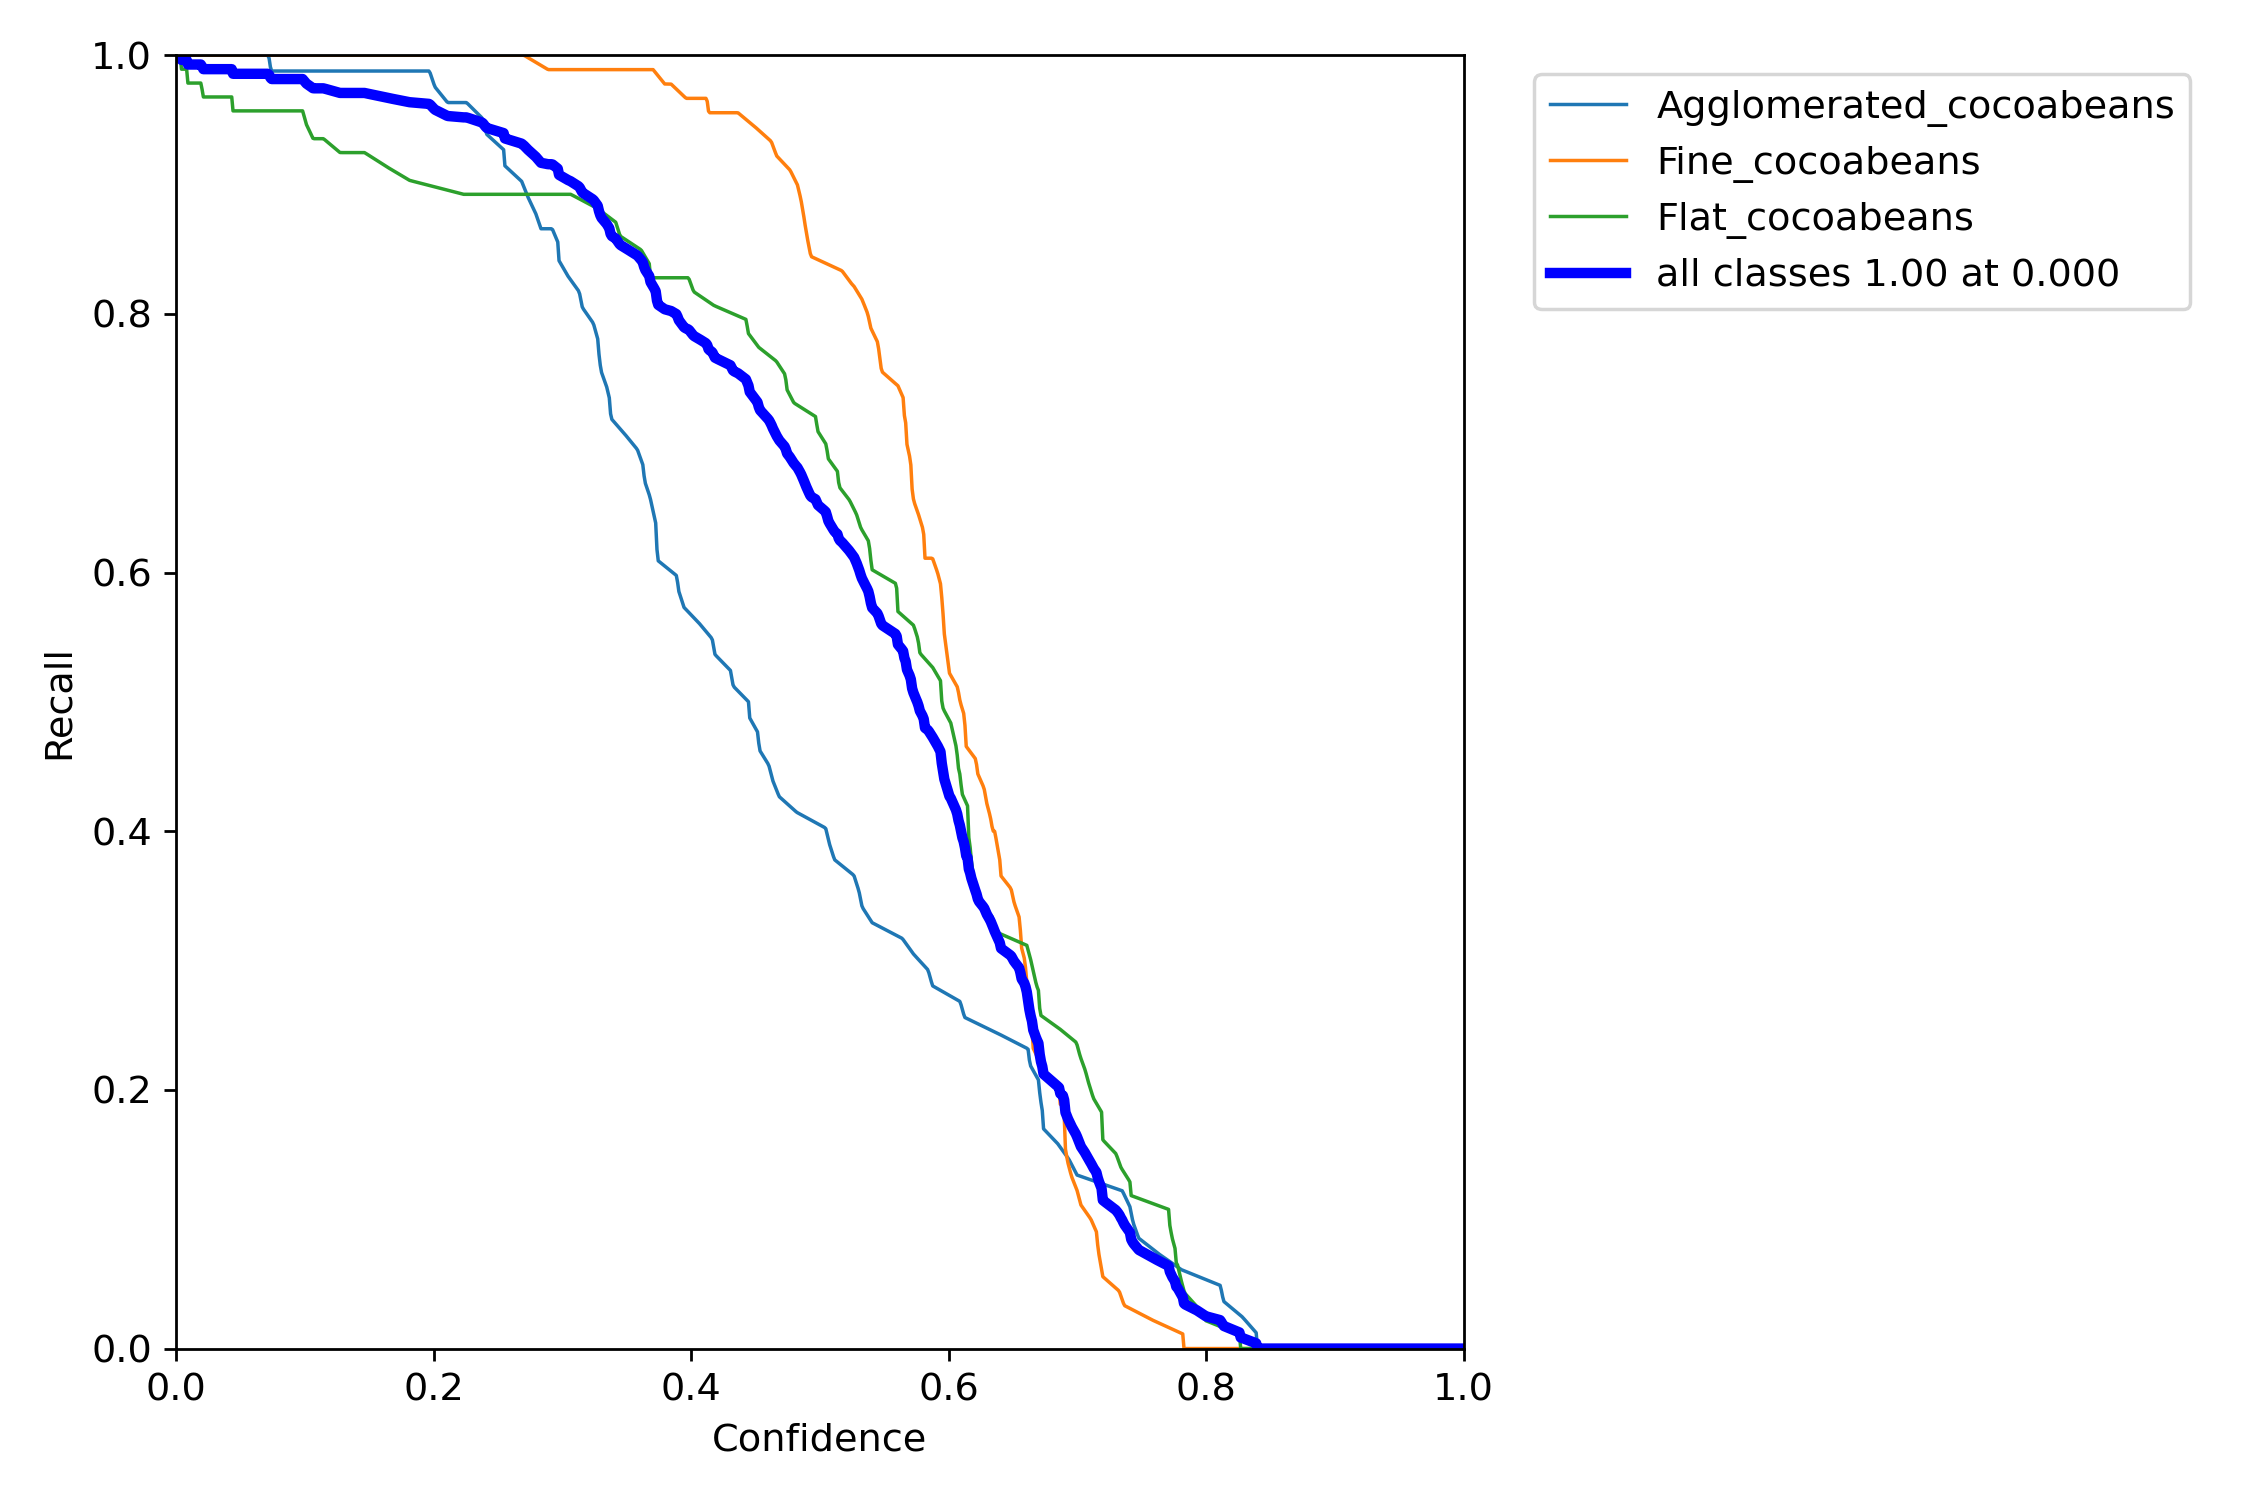 1.0
0.8
0.6
0.4
0.2
0.0
Recall
0.0 0.2 0.4 0.6 0.8 1.0
Confidence
Agglomerated_cocoabeans
Fine_cocoabeans
Flat_cocoabeans
all classes 1.00 at 0.000